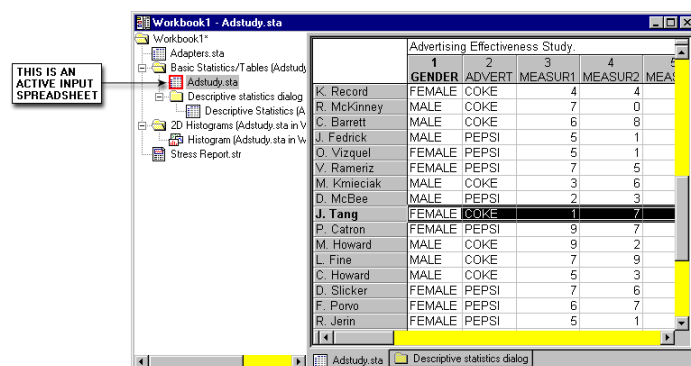 Workbook1 - Adstudy.sta
Workbook1*
Adapters.sta
Basic Statistics/Tables (Adstudy
Adstudy.sta
Descriptive statistics dialog
Descriptive Statistics (A
2D Histograms (Adstudy.sta in W
Histogram (Adstudy.sta in W
Stress Report.str
THIS IS AN
ACTIVE INPUT
SPREADSHEET
Advertising Effectiveness Study.
1 2 3 4 5
GENDER ADVERT MEASUR1 MEASUR2 MEAS
K. Record FEMALE COKE 4 4
R. McKinney MALE COKE 7 0
C. Barrett MALE COKE 6 8
J. Fedrick MALE PEPSI 5 1
O. Vizquel FEMALE PEPSI 5 1
V. Rameriz FEMALE PEPSI 7 5
M. Kmieciak MALE COKE 3 6
D. McBee MALE PEPSI 2 3
J. Tang FEMALE COKE 1 7
P. Catron FEMALE PEPSI 9 7
M. Howard MALE COKE 9 2
L. Fine MALE COKE 7 9
C. Howard MALE COKE 5 3
D. Slicker FEMALE PEPSI 7 6
F. Porvo FEMALE PEPSI 6 7
R. Jerin FEMALE PEPSI 5 1
Adstudy.sta Descriptive statistics dialog